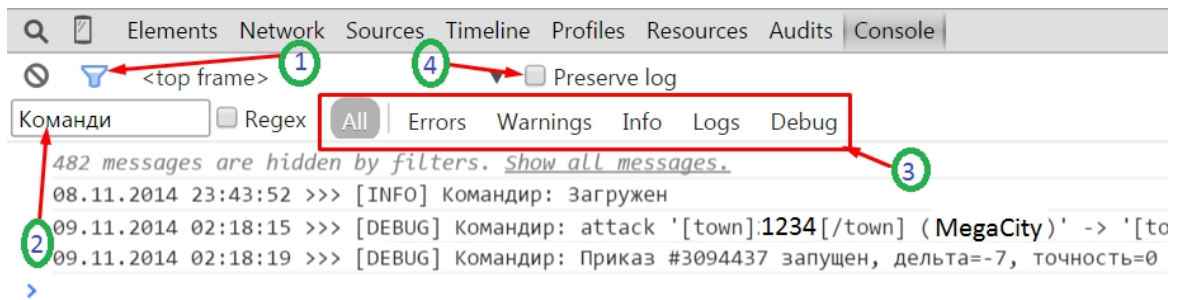 Elements Network Sources Timeline Profiles Resources Audits Console
<top frame> 1 4 Preserve log
Команди Regex All Errors Warnings Info Logs Debug
482 messages are hidden by filters. Show all messages.
3
08.11.2014 23:43:52 >>> [INFO] Командир: Загружен
09.11.2014 02:18:15 >>> [DEBUG] Командир: attack '[town]1234[/town] (MegaCity)' -> '[to
2
09.11.2014 02:18:19 >>> [DEBUG] Командир: Приказ #3094437 запущен, дельта=-7, точность=0
>